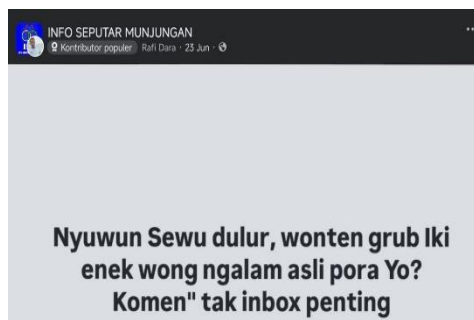 INFO SEPUTAR MUNJUNGAN
Kontributor populer Rafi Dara · 23 Jun ·
Nyuwun Sewu dulur, wonten grub Iki
enek wong ngalam asli pora Yo?
Komen" tak inbox penting